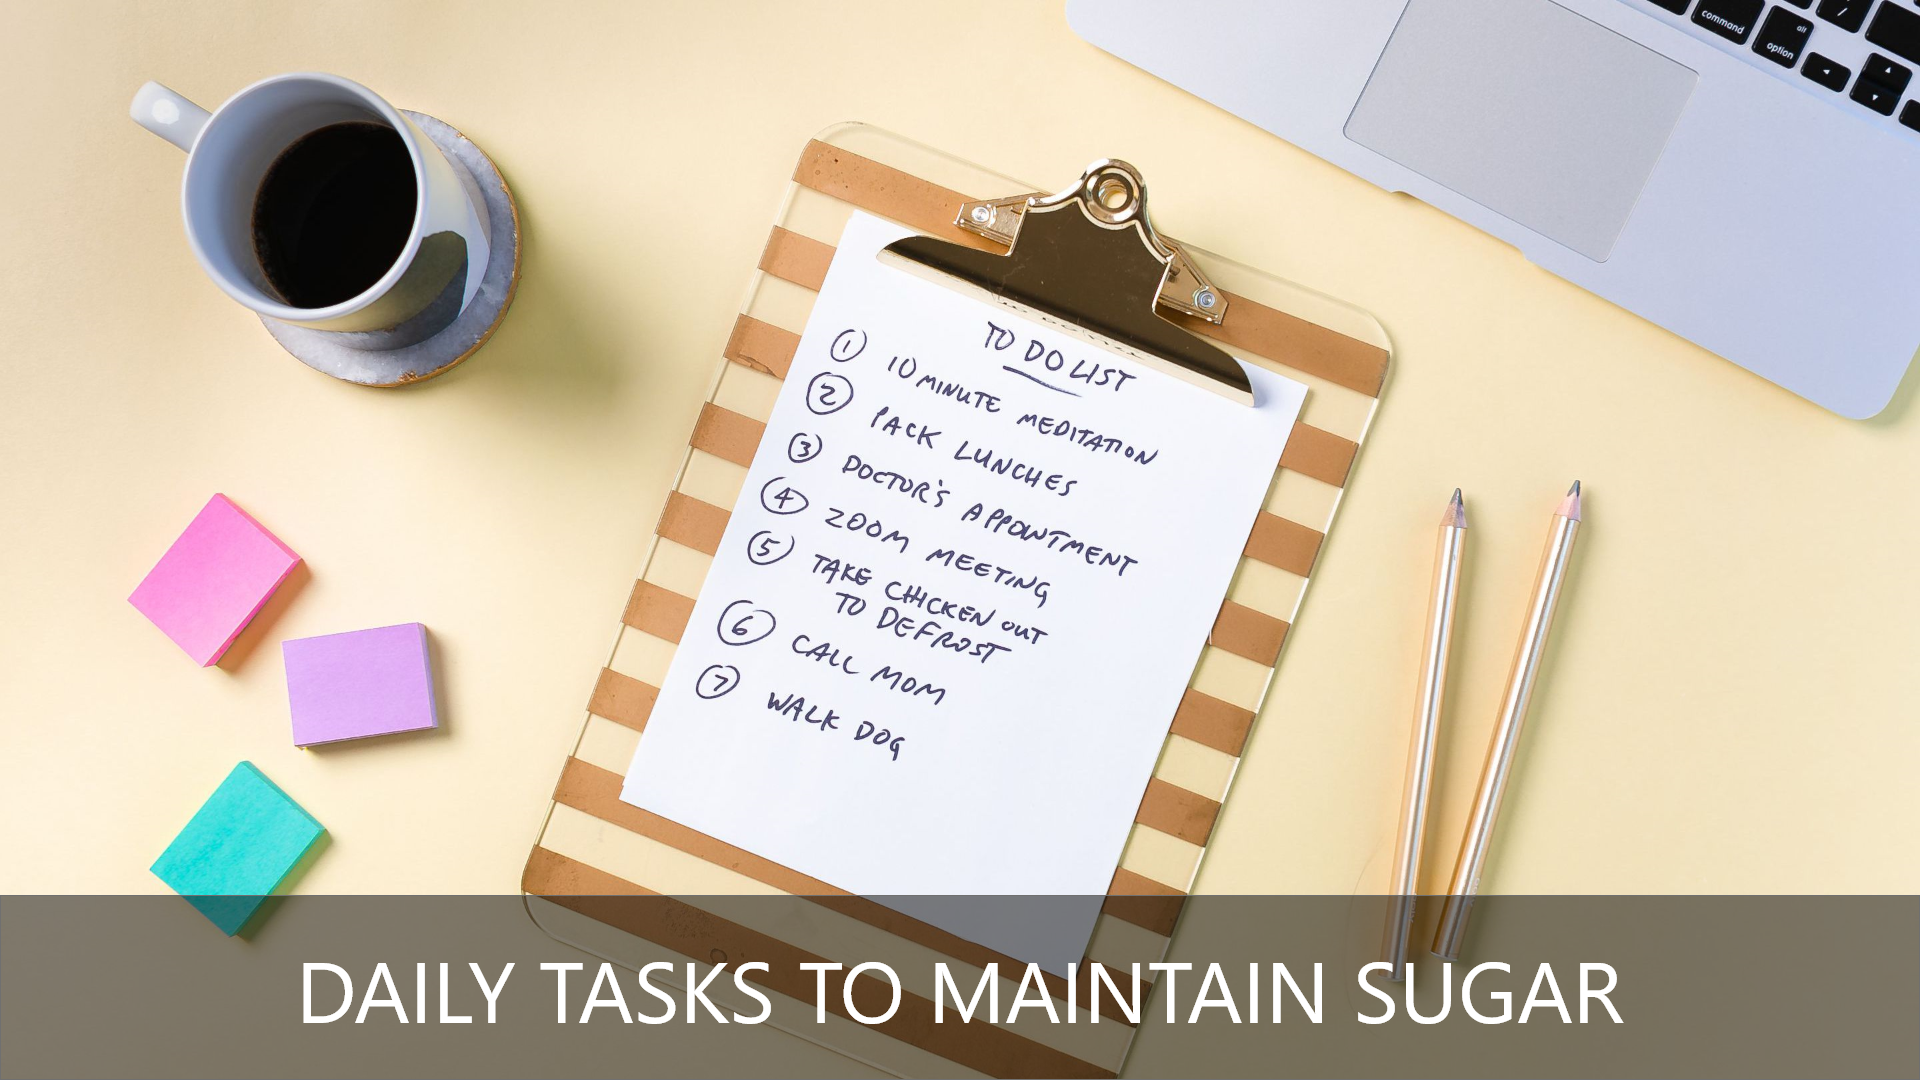 command
alt
option
TO DO LIST
1 10 MINUTE MEDITATION
2 PACK LUNCHES
3 DOCTOR'S APPOINTMENT
4 ZOOM MEETING
5 TAKE CHICKEN OUT
TO DEFROST
6 CALL MOM
7 WALK DOG
DAILY TASKS TO MAINTAIN SUGAR